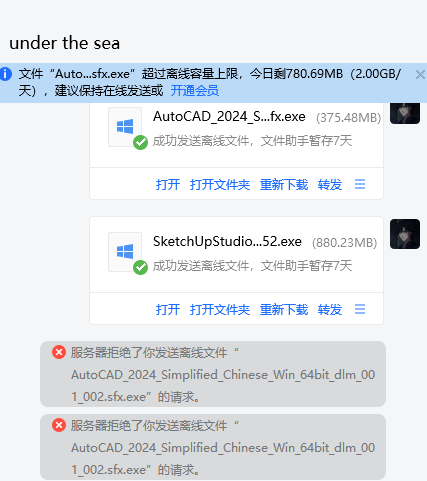 under the sea
文件“Auto...sfx.exe”超过离线容量上限，今日剩780.69MB（2.00GB/
天），建议保持在线发送或 开通会员
AutoCAD_2024_S...fx.exe (375.48MB)
成功发送离线文件，文件助手暂存7天
打开 打开文件夹 重新下载 转发
SketchUpStudio...52.exe (880.23MB)
成功发送离线文件，文件助手暂存7天
打开 打开文件夹 重新下载 转发
服务器拒绝了你发送离线文件“
AutoCAD_2024_Simplified_Chinese_Win_64bit_dlm_00
1_002.sfx.exe”的请求。
服务器拒绝了你发送离线文件“
AutoCAD_2024_Simplified_Chinese_Win_64bit_dlm_00
1_002.sfx.exe”的请求。